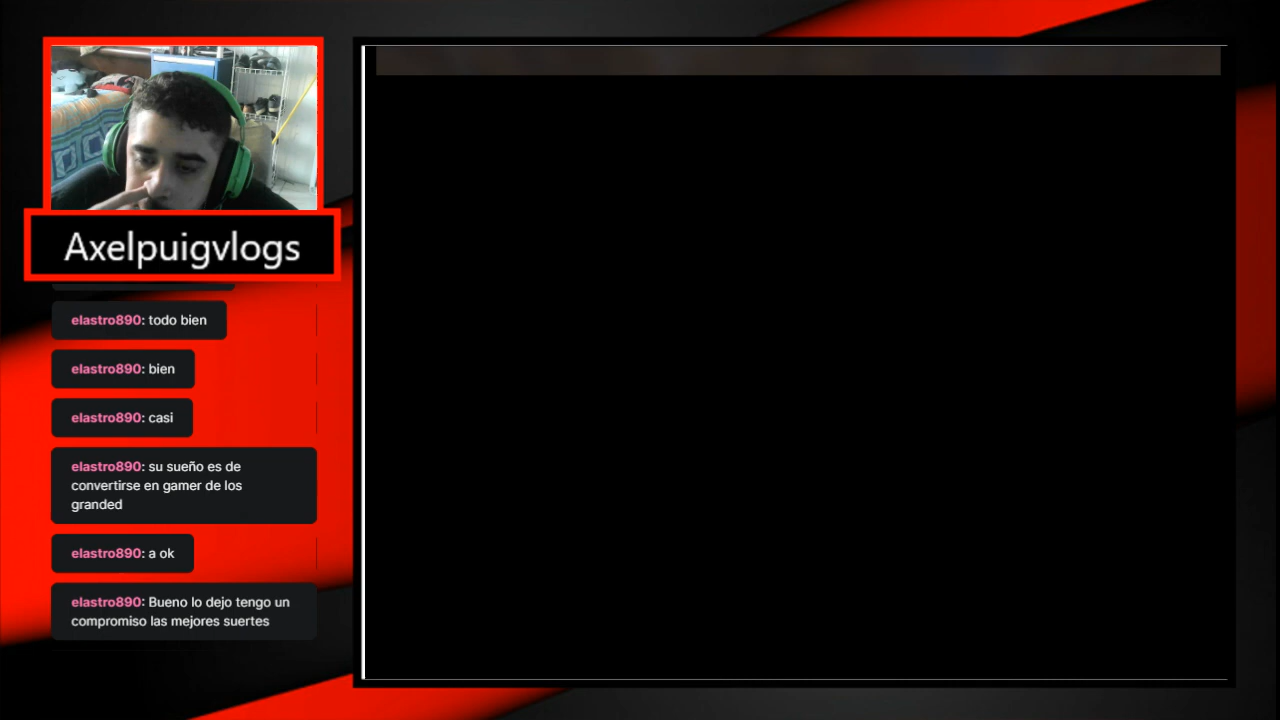 Axelpuigvlogs
elastro890: todo bien
elastro890: bien
elastro890: casi
elastro890: su sueño es de
convertirse en gamer de los
granded
elastro890: a ok
elastro890: Bueno lo dejo tengo un
compromiso las mejores suertes